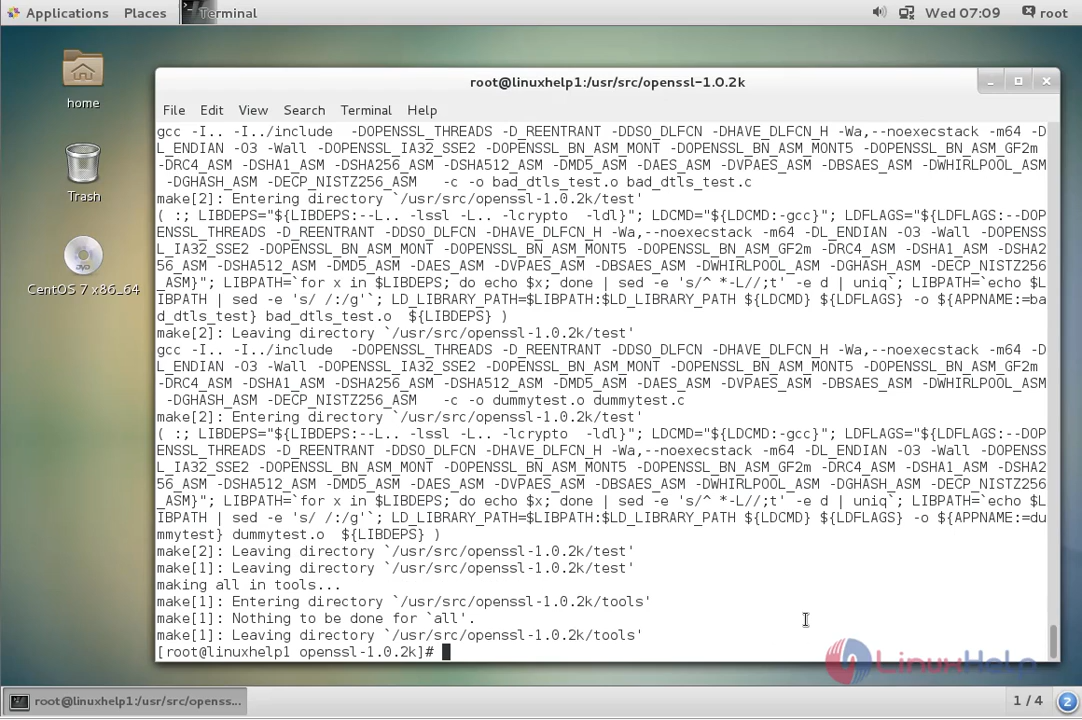 Applications Places Terminal Wed 07:09 root
home
Trash
DVD
CentOS 7 x86_64
root@linuxhelp1:/usr/src/openssl-1.0.2k
File Edit View Search Terminal Help
gcc -I.. -I../include  -DOPENSSL_THREADS -D_REENTRANT -DDSO_DLFCN -DHAVE_DLFCN_H -Wa,--noexecstack -m64 -D
L_ENDIAN -O3 -Wall -DOPENSSL_IA32_SSE2 -DOPENSSL_BN_ASM_MONT -DOPENSSL_BN_ASM_MONT5 -DOPENSSL_BN_ASM_GF2m
-DRC4_ASM -DSHA1_ASM -DSHA256_ASM -DSHA512_ASM -DMD5_ASM -DAES_ASM -DVPAES_ASM -DBSAES_ASM -DWHIRLPOOL_ASM
-DGHASH_ASM -DECP_NISTZ256_ASM   -c -o bad_dtls_test.o bad_dtls_test.c
make[2]: Entering directory `/usr/src/openssl-1.0.2k/test'
( :; LIBDEPS="${LIBDEPS:--L.. -lssl -L.. -lcrypto  -ldl}"; LDCMD="${LDCMD:-gcc}"; LDFLAGS="${LDFLAGS:--DOP
ENSSL_THREADS -D_REENTRANT -DDSO_DLFCN -DHAVE_DLFCN_H -Wa,--noexecstack -m64 -DL_ENDIAN -O3 -Wall -DOPENSS
L_IA32_SSE2 -DOPENSSL_BN_ASM_MONT -DOPENSSL_BN_ASM_MONT5 -DOPENSSL_BN_ASM_GF2m -DRC4_ASM -DSHA1_ASM -DSHA2
56_ASM -DSHA512_ASM -DMD5_ASM -DAES_ASM -DVPAES_ASM -DBSAES_ASM -DWHIRLPOOL_ASM -DGHASH_ASM -DECP_NISTZ256
_ASM}"; LIBPATH=`for x in $LIBDEPS; do echo $x; done | sed -e 's/^ *-L//;t' -e d | uniq`; LIBPATH=`echo $L
IBPATH | sed -e 's/ /:/g'`; LD_LIBRARY_PATH=$LIBPATH:$LD_LIBRARY_PATH ${LDCMD} ${LDFLAGS} -o ${APPNAME:=ba
d_dtls_test} bad_dtls_test.o  ${LIBDEPS} )
make[2]: Leaving directory `/usr/src/openssl-1.0.2k/test'
gcc -I.. -I../include  -DOPENSSL_THREADS -D_REENTRANT -DDSO_DLFCN -DHAVE_DLFCN_H -Wa,--noexecstack -m64 -D
L_ENDIAN -O3 -Wall -DOPENSSL_IA32_SSE2 -DOPENSSL_BN_ASM_MONT -DOPENSSL_BN_ASM_MONT5 -DOPENSSL_BN_ASM_GF2m
-DRC4_ASM -DSHA1_ASM -DSHA256_ASM -DSHA512_ASM -DMD5_ASM -DAES_ASM -DVPAES_ASM -DBSAES_ASM -DWHIRLPOOL_ASM
-DGHASH_ASM -DECP_NISTZ256_ASM   -c -o dummytest.o dummytest.c
make[2]: Entering directory `/usr/src/openssl-1.0.2k/test'
( :; LIBDEPS="${LIBDEPS:--L.. -lssl -L.. -lcrypto  -ldl}"; LDCMD="${LDCMD:-gcc}"; LDFLAGS="${LDFLAGS:--DOP
ENSSL_THREADS -D_REENTRANT -DDSO_DLFCN -DHAVE_DLFCN_H -Wa,--noexecstack -m64 -DL_ENDIAN -O3 -Wall -DOPENSS
L_IA32_SSE2 -DOPENSSL_BN_ASM_MONT -DOPENSSL_BN_ASM_MONT5 -DOPENSSL_BN_ASM_GF2m -DRC4_ASM -DSHA1_ASM -DSHA2
56_ASM -DSHA512_ASM -DMD5_ASM -DAES_ASM -DVPAES_ASM -DBSAES_ASM -DWHIRLPOOL_ASM -DGHASH_ASM -DECP_NISTZ256
_ASM}"; LIBPATH=`for x in $LIBDEPS; do echo $x; done | sed -e 's/^ *-L//;t' -e d | uniq`; LIBPATH=`echo $L
IBPATH | sed -e 's/ /:/g'`; LD_LIBRARY_PATH=$LIBPATH:$LD_LIBRARY_PATH ${LDCMD} ${LDFLAGS} -o ${APPNAME:=du
mmytest} dummytest.o  ${LIBDEPS} )
make[2]: Leaving directory `/usr/src/openssl-1.0.2k/test'
make[1]: Leaving directory `/usr/src/openssl-1.0.2k/test'
making all in tools...
make[1]: Entering directory `/usr/src/openssl-1.0.2k/tools'
make[1]: Nothing to be done for `all'.
make[1]: Leaving directory `/usr/src/openssl-1.0.2k/tools'
[root@linuxhelp1 openssl-1.0.2k]#
LinuxHelp
root@linuxhelp1:/usr/src/openss... 1 / 4 2